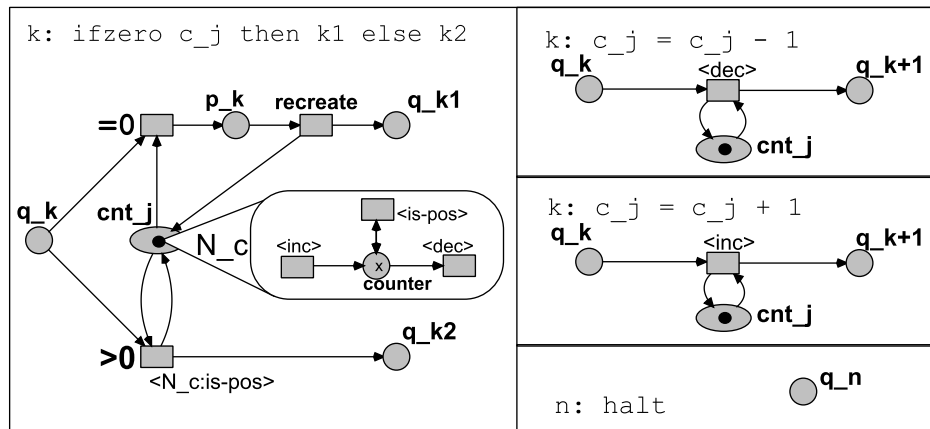 k: ifzero c_j then k1 else k2
p_k
recreate
q_k1
=0
q_k
cnt_j
N_c
<is-pos>
<inc>
<dec>
x
counter
>0
q_k2
<N_c:is-pos>
k: c_j = c_j - 1
q_k
<dec>
q_k+1
cnt_j
k: c_j = c_j + 1
q_k
<inc>
q_k+1
cnt_j
q_n
n: halt